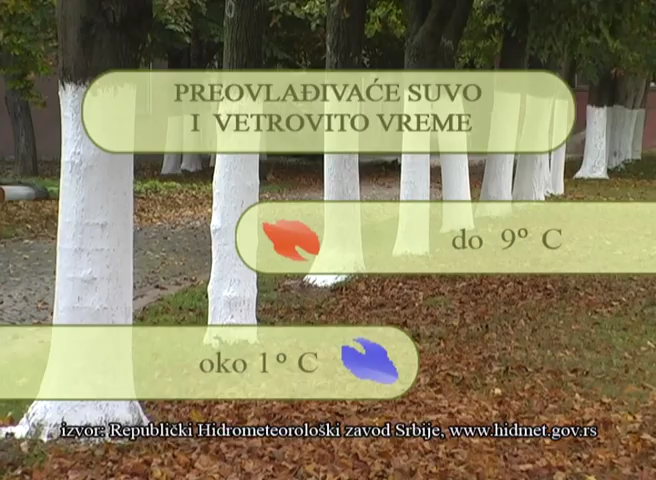 PREOVLAĐIVAĆE SUVO
I VETROVITO VREME
do 9º C
oko 1º C
izvor: Republički Hidrometeorološki zavod Srbije, www.hidmet.gov.rs